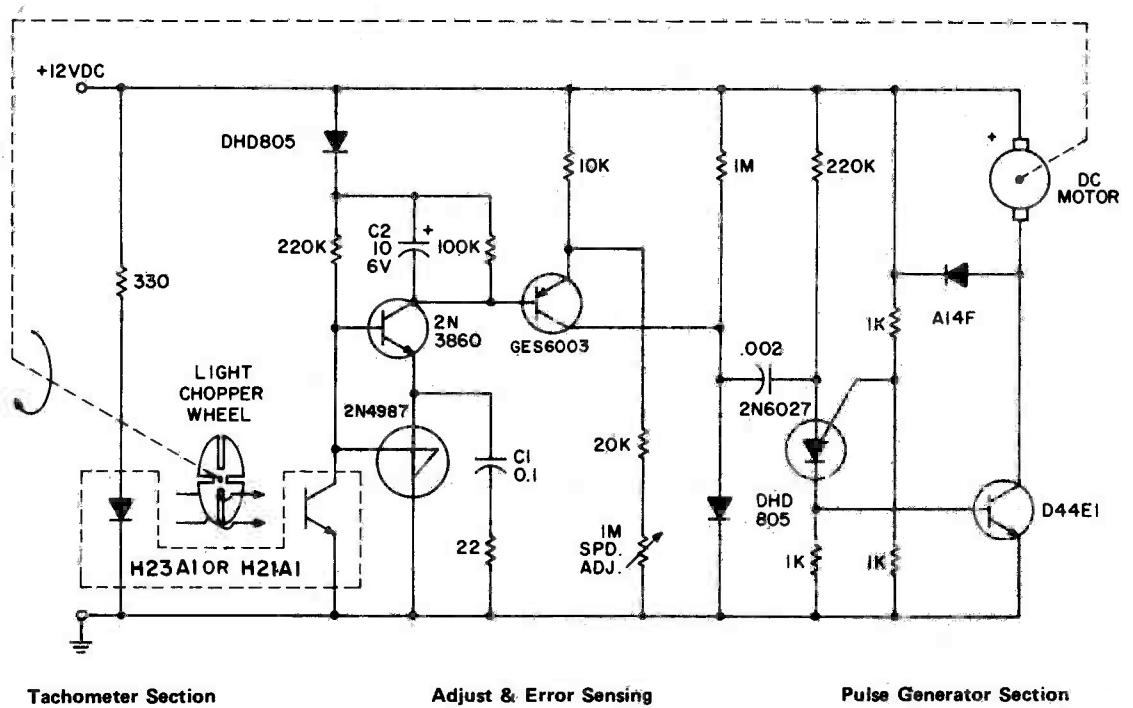 +12VDC
DHD805
10K
1M
220K
+
DC
MOTOR
C2
10
6V
+
100K
220K
330
2N
3860
GES6003
1K
A14F
LIGHT
CHOPPER
WHEEL
.002
2N6027
2N4987
C1
0.1
20K
DHD
805
D44E1
22
1M
SPD.
ADJ.
1K
1K
H23A1 OR H21A1
Tachometer Section
Adjust & Error Sensing
Pulse Generator Section